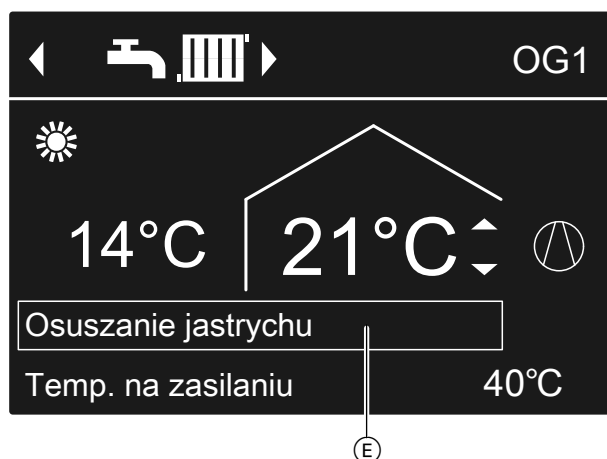 OG1
14°C 21°C
Osuszanie jastrychu
Temp. na zasilaniu 40°C
E